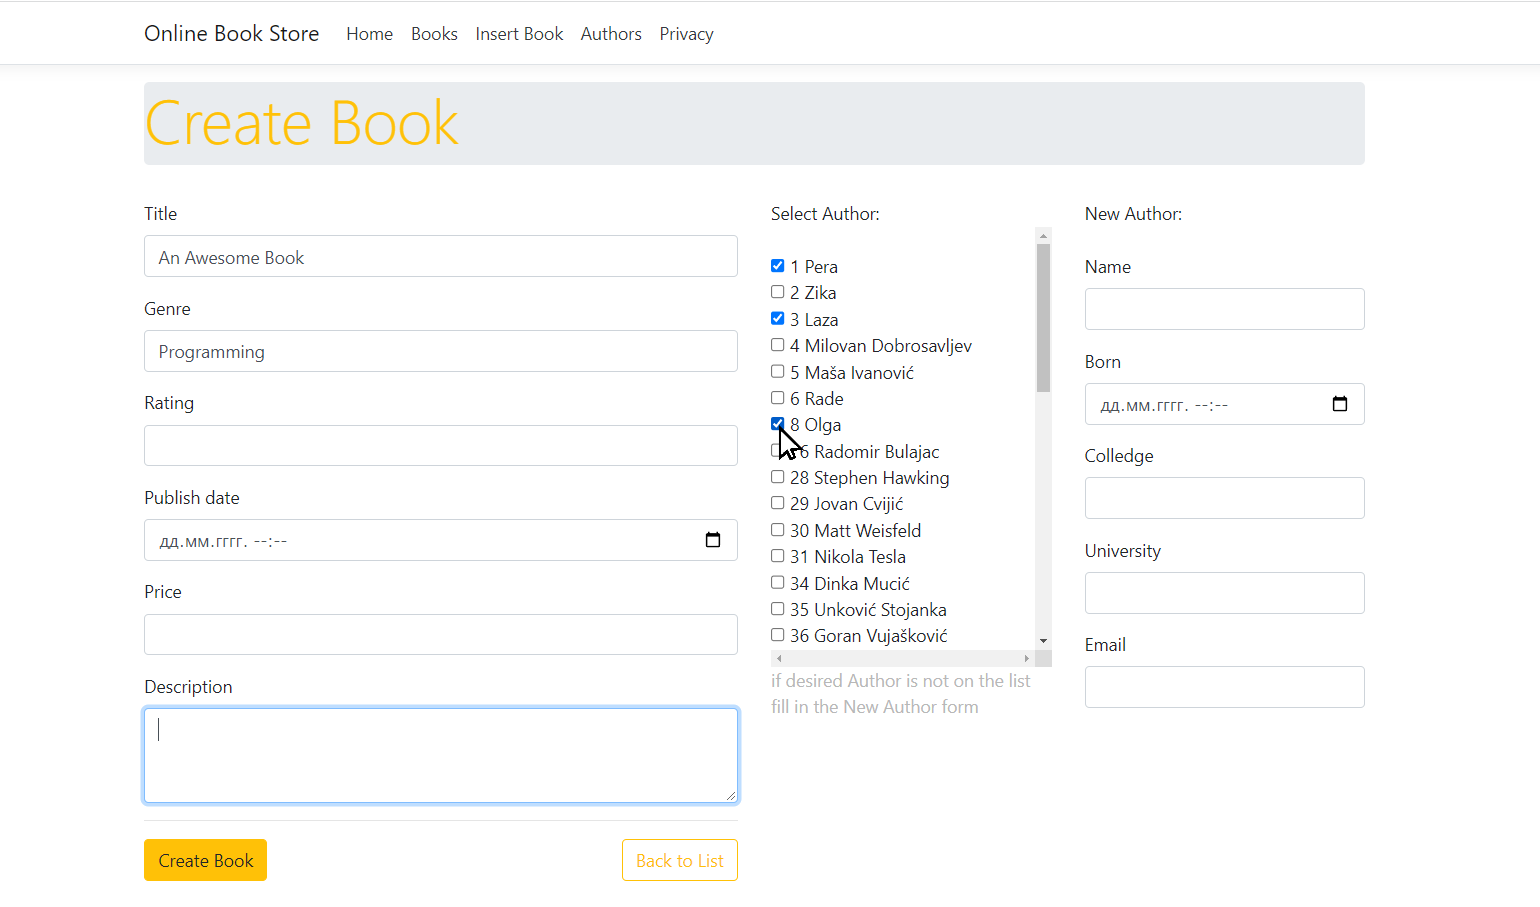 Online Book Store Home Books Insert Book Authors Privacy
Create Book
Title
An Awesome Book
Genre
Programming
Rating
Publish date
дд.мм.гггг. --:--
Price
Description
Create Book
Back to List
Select Author:
1 Pera
2 Zika
3 Laza
4 Milovan Dobrosavljev
5 Maša Ivanović
6 Rade
8 Olga
Radomir Bulajac
28 Stephen Hawking
29 Jovan Cvijić
30 Matt Weisfeld
31 Nikola Tesla
34 Dinka Mucić
35 Unković Stojanka
36 Goran Vujašković
if desired Author is not on the list
fill in the New Author form
New Author:
Name
Born
дд.мм.гггг. --:--
Colledge
University
Email